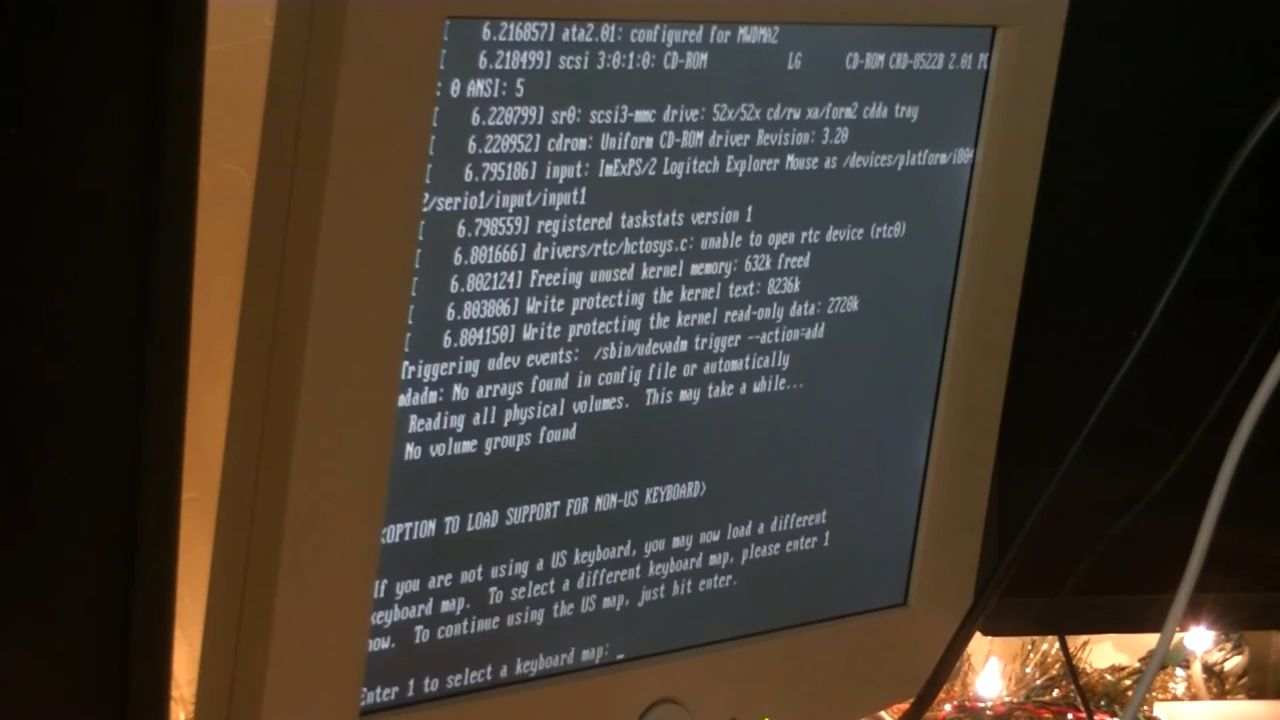 [ 6.216857] ata2.01: configured for MWDMA2
[ 6.218499] scsi 3:0:1:0: CD-ROM LG CD-ROM CRD-8522B 2.01 PQ
: 0 ANSI: 5
[ 6.220799] sr0: scsi3-mmc drive: 52x/52x cd/rw xa/form2 cdda tray
[ 6.220952] cdrom: Uniform CD-ROM driver Revision: 3.20
[ 6.795186] input: ImExPS/2 Logitech Explorer Mouse as /devices/platform/i804
2/serio1/input/input1
[ 6.798559] registered taskstats version 1
[ 6.801666] drivers/rtc/hctosys.c: unable to open rtc device (rtc0)
[ 6.802124] Freeing unused kernel memory: 632k freed
[ 6.803806] Write protecting the kernel text: 8236k
[ 6.804150] Write protecting the kernel read-only data: 2720k
Triggering udev events: /sbin/udevadm trigger --action=add
mdadm: No arrays found in config file or automatically
Reading all physical volumes. This may take a while...
No volume groups found
<OPTION TO LOAD SUPPORT FOR NON-US KEYBOARD>
If you are not using a US keyboard, you may now load a different
keyboard map. To select a different keyboard map, please enter 1
now. To continue using the US map, just hit enter.
Enter 1 to select a keyboard map: _